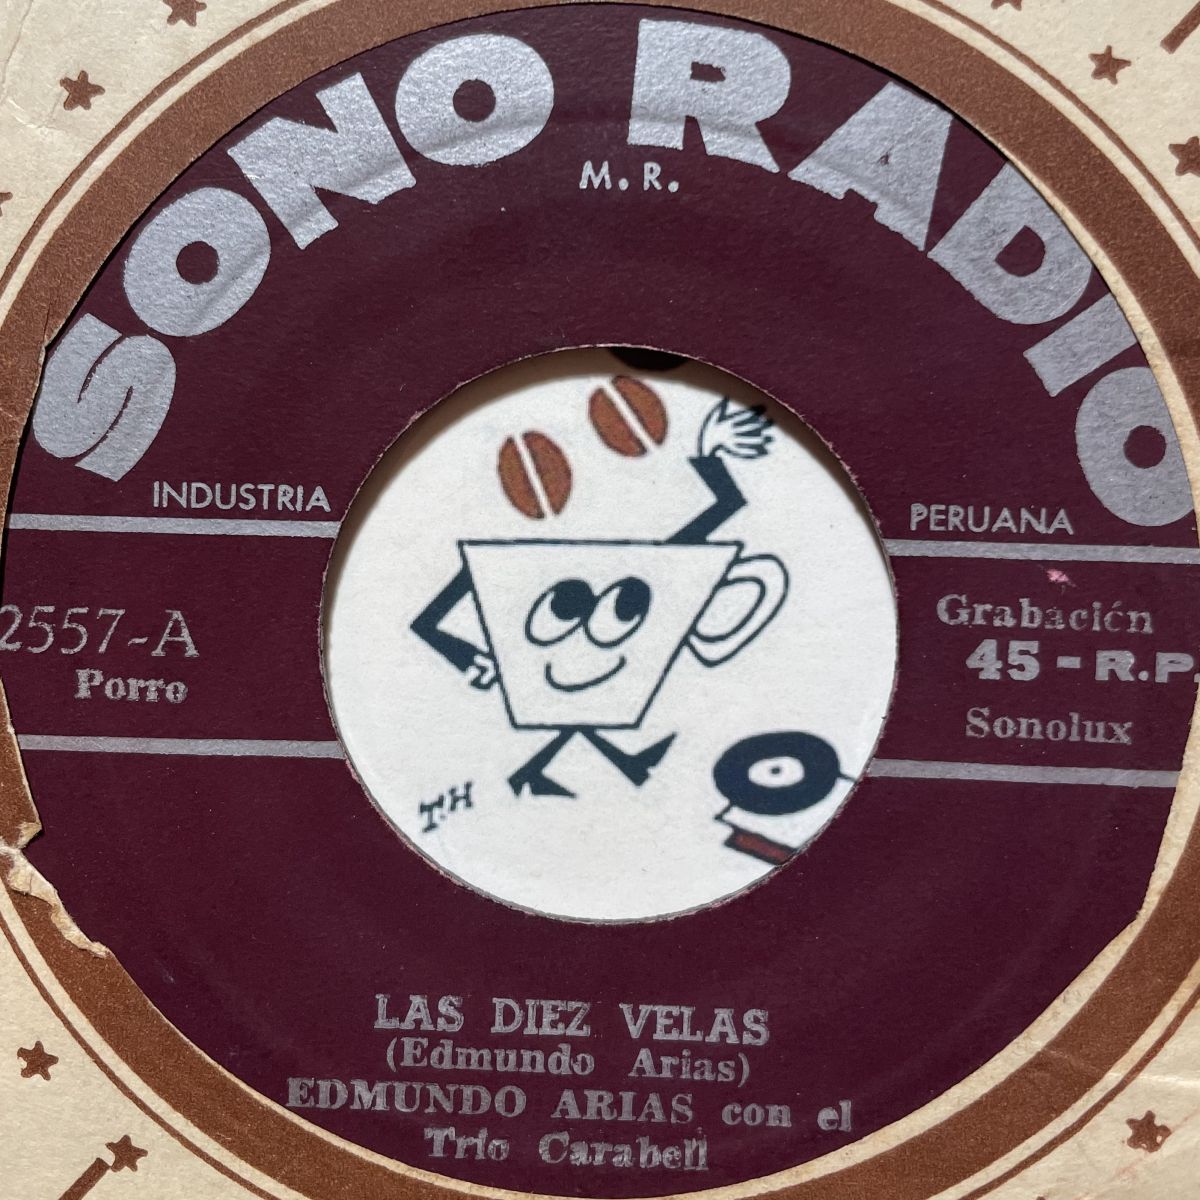 SONO RADIO
M. R.
INDUSTRIA
PERUANA
2557-A
Porro
Grabación
45 - R.P.
Sonolux
T.H
LAS DIEZ VELAS
(Edmundo Arias)
EDMUNDO ARIAS con el
Trío Carabell